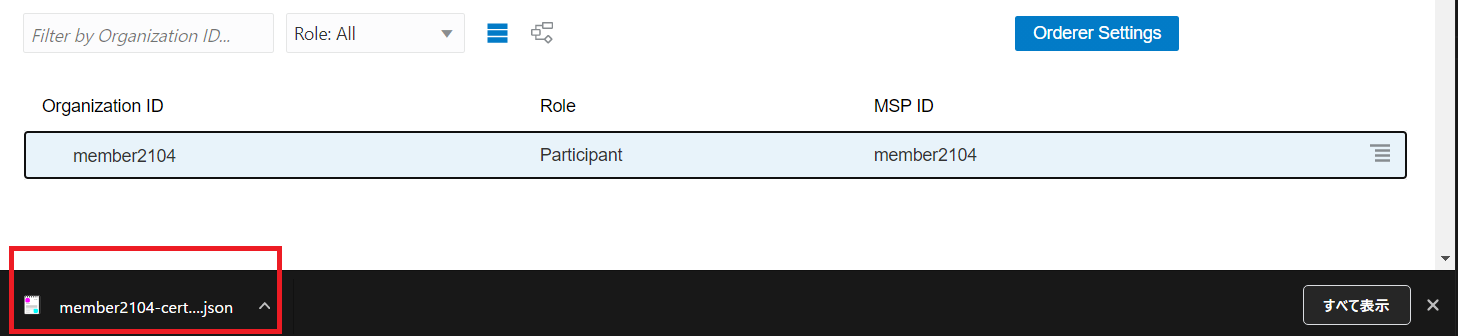 Filter by Organization ID...
Role: All
Orderer Settings
Organization ID
Role
MSP ID
member2104
Participant
member2104
member2104-cert....json
すべて表示